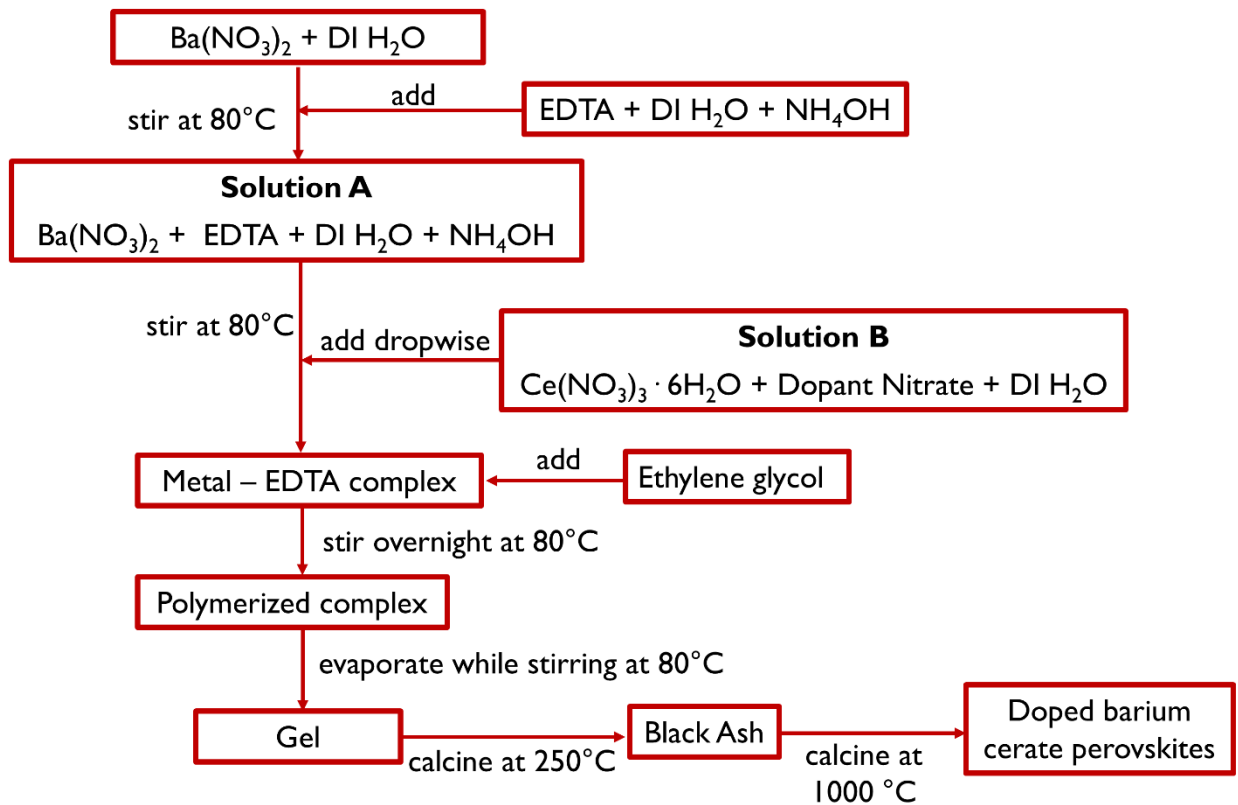 Ba(NO₃)₂ + DI H₂O
add
stir at 80°C
EDTA + DI H₂O + NH₄OH
Solution A
Ba(NO₃)₂ + EDTA + DI H₂O + NH₄OH
stir at 80°C
add dropwise
Solution B
Ce(NO₃)₃ · 6H₂O + Dopant Nitrate + DI H₂O
Metal – EDTA complex
add
Ethylene glycol
stir overnight at 80°C
Polymerized complex
evaporate while stirring at 80°C
Gel
calcine at 250°C
Black Ash
calcine at
1000 °C
Doped barium
cerate perovskites